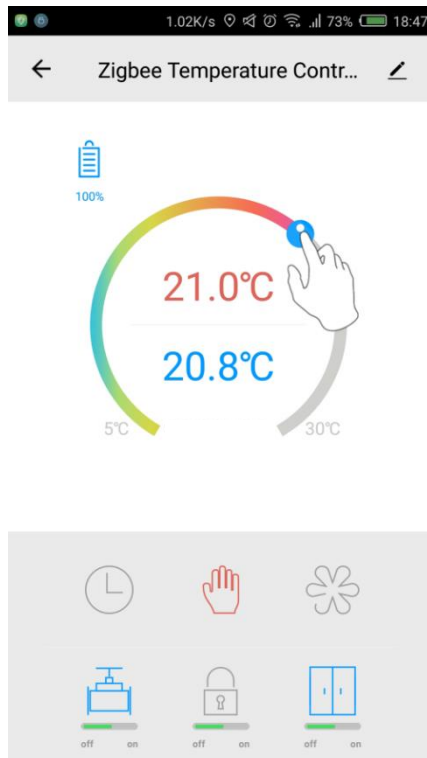 1.02K/s 73% 18:47
Zigbee Temperature Contr...
100%
21.0℃
20.8℃
5℃ 30℃
off on off on off on